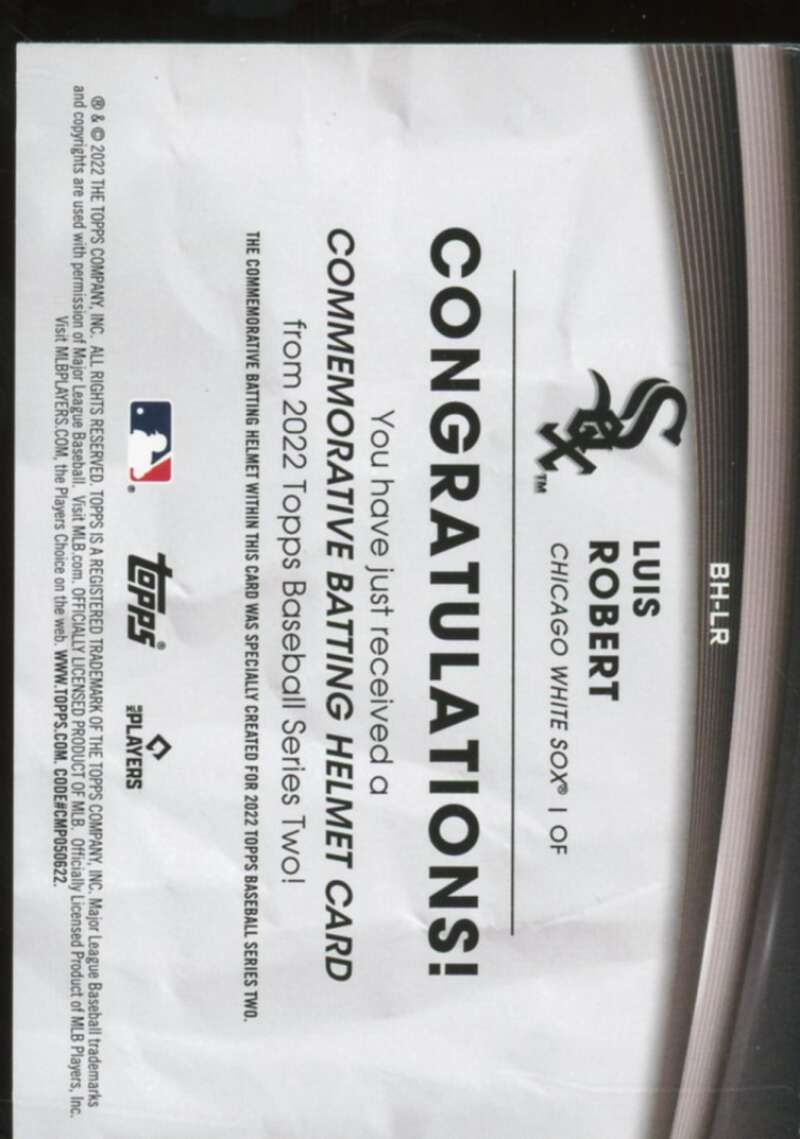 BH-LR
LUIS
ROBERT
CHICAGO WHITE SOX® | OF
Sox™
CONGRATULATIONS!
You have just received a
COMMEMORATIVE BATTING HELMET CARD
from 2022 Topps Baseball Series Two!
THE COMMEMORATIVE BATTING HELMET WITHIN THIS CARD WAS SPECIALLY CREATED FOR 2022 TOPPS BASEBALL SERIES TWO.
topps®
MLB PLAYERS
® & © 2022 THE TOPPS COMPANY, INC. ALL RIGHTS RESERVED. TOPPS IS A REGISTERED TRADEMARK OF THE TOPPS COMPANY, INC. Major League Baseball trademarks
and copyrights are used with permission of Major League Baseball. Visit MLB.com. OFFICIALLY LICENSED PRODUCT OF MLB. Officially Licensed Product of MLB Players, Inc.
Visit MLBPLAYERS.COM, the Players Choice on the web. WWW.TOPPS.COM. CODE#CMP050622.